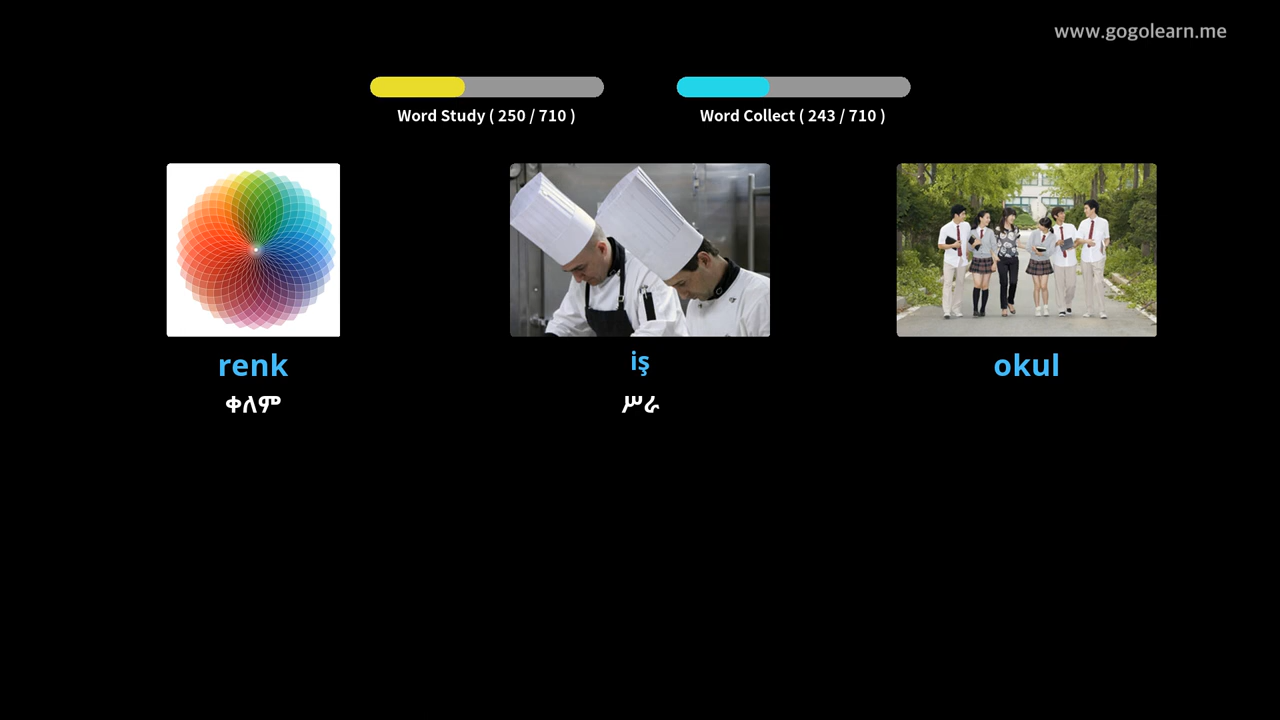 www.gogolearn.me
Word Study ( 250 / 710 )
Word Collect ( 243 / 710 )
renk
iş
okul
ቀለም
ሥራ